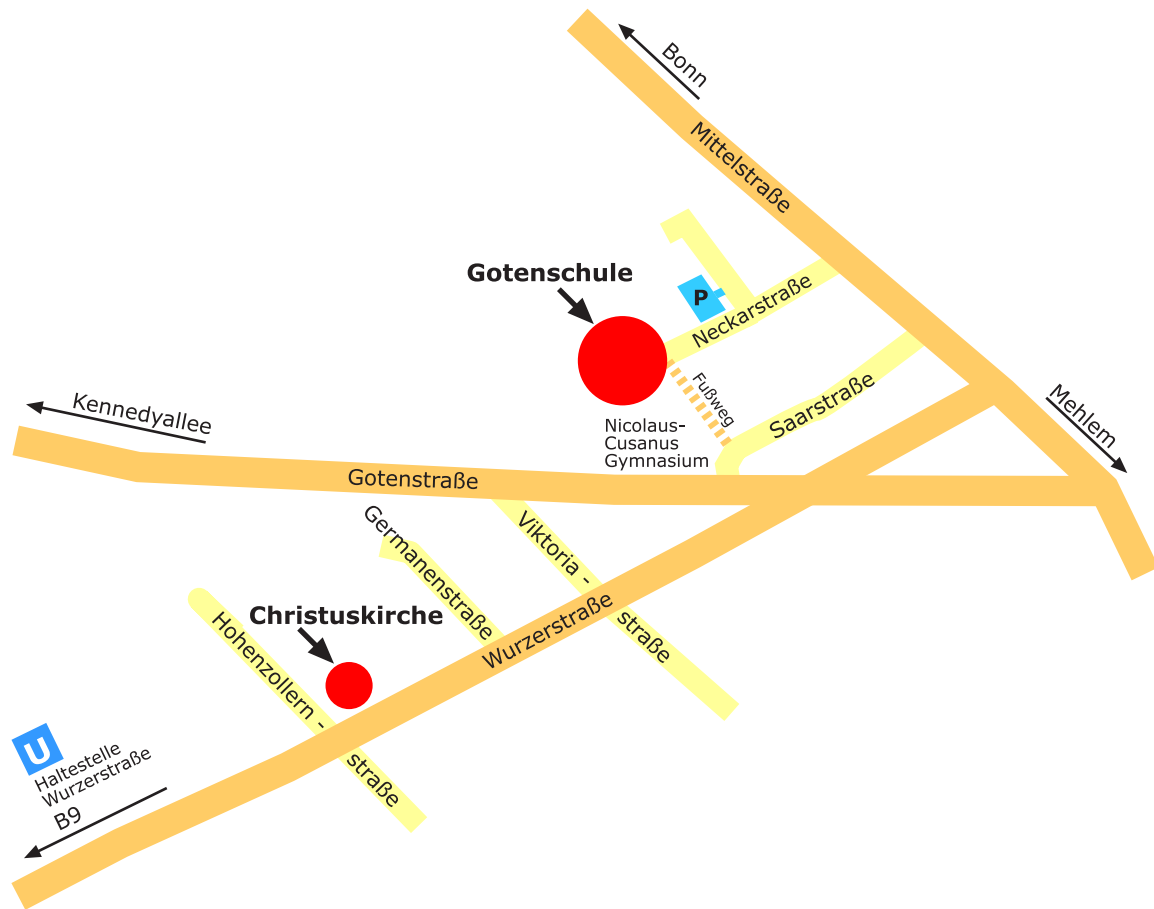 Bonn
Mittelstraße
Gotenschule
P
Neckarstraße
Fußweg
Saarstraße
Mehlem
Kennedyallee
Nicolaus-
Cusanus
Gymnasium
Gotenstraße
Germanenstraße
Viktoria -
straße
Christuskirche
Hohenzollern -
straße
Wurzerstraße
U
Haltestelle
Wurzerstraße
B9